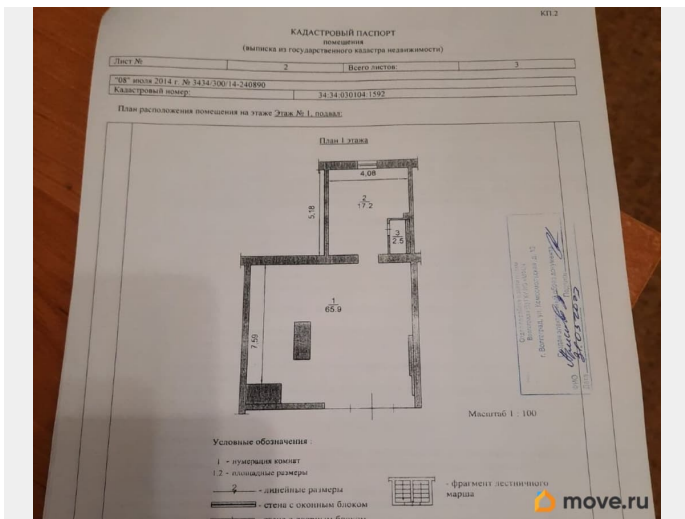 КП.2
КАДАСТРОВЫЙ ПАСПОРТ
помещения
(выписка из государственного кадастра недвижимости)
Лист № 2 Всего листов: 3
"08" июля 2014 г. № 3434/300/14-240890
Кадастровый номер: 34:34:030104:1592
План расположения помещения на этаже Этаж № 1, подвал:
План 1 этажа
4.08
2
17.2
5.18
3
2.5
1
65.9
7.59
Масштаб 1 : 100
Условные обозначения :
1 - нумерация комнат
1.2 - площадные размеры
2 - линейные размеры
- стена с оконным блоком
- фрагмент лестничного
марша
move.ru